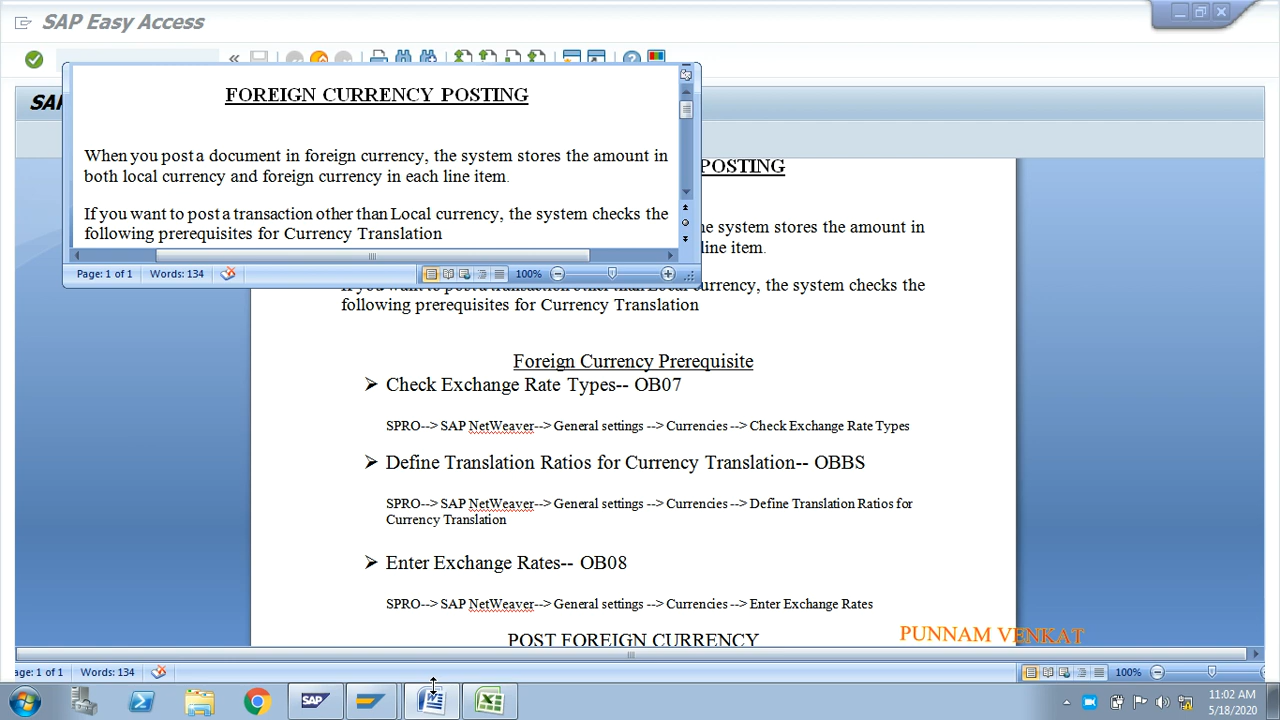 SAP Easy Access
SAP
FOREIGN CURRENCY POSTING
When you post a document in foreign currency, the system stores the amount in
both local currency and foreign currency in each line item.
If you want to post a transaction other than Local currency, the system checks the
following prerequisites for Currency Translation
Page: 1 of 1 Words: 134 100%
POSTING
the system stores the amount in
line item.
currency, the system checks the
following prerequisites for Currency Translation
Foreign Currency Prerequisite
➢ Check Exchange Rate Types-- OB07
SPRO--> SAP NetWeaver--> General settings --> Currencies --> Check Exchange Rate Types
➢ Define Translation Ratios for Currency Translation-- OBBS
SPRO--> SAP NetWeaver--> General settings --> Currencies --> Define Translation Ratios for
Currency Translation
➢ Enter Exchange Rates-- OB08
SPRO--> SAP NetWeaver--> General settings --> Currencies --> Enter Exchange Rates
POST FOREIGN CURRENCY
PUNNAM VENKAT
age: 1 of 1 Words: 134 100%
SAP
11:02 AM
5/18/2020